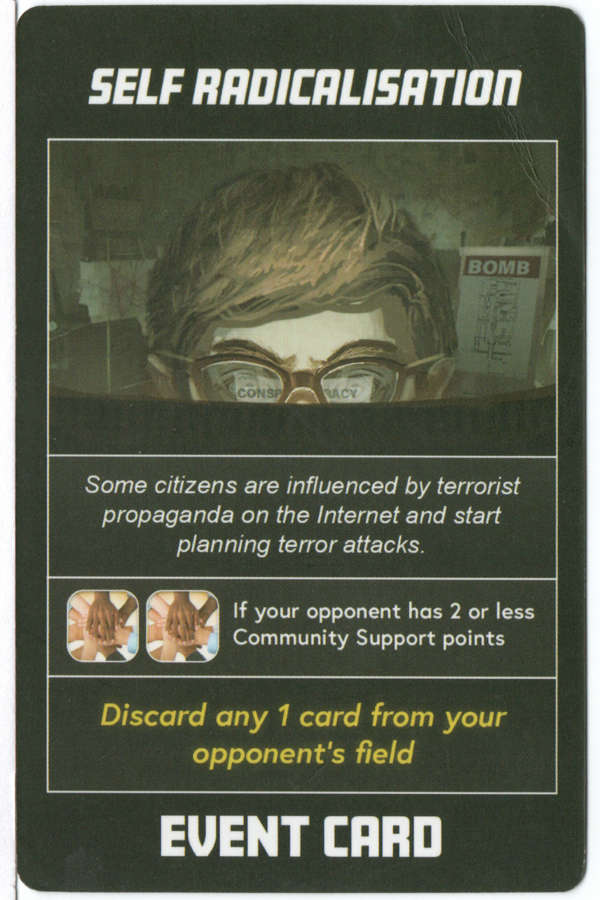 SELF RADICALISATION
BOMB
CONSP RACY
Some citizens are influenced by terrorist
propaganda on the Internet and start
planning terror attacks.
If your opponent has 2 or less
Community Support points
Discard any 1 card from your
opponent's field
EVENT CARD